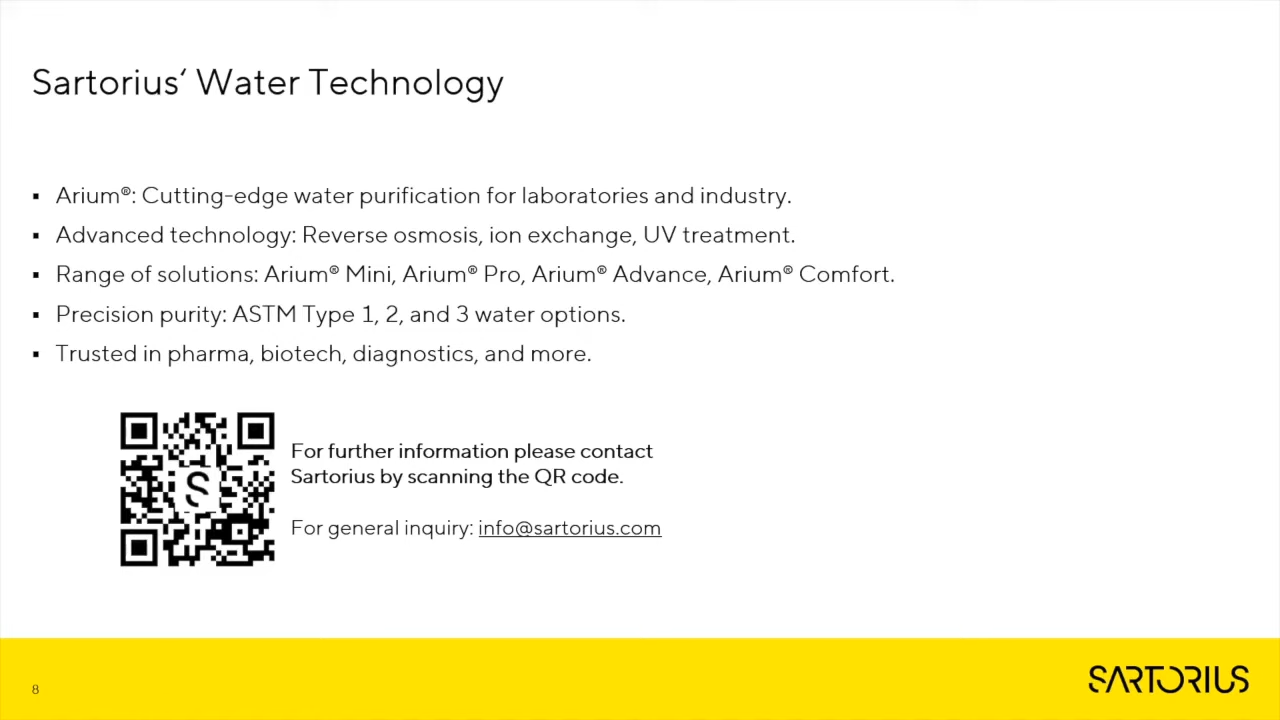 Sartorius‘ Water Technology
▪ Arium®: Cutting-edge water purification for laboratories and industry.
▪ Advanced technology: Reverse osmosis, ion exchange, UV treatment.
▪ Range of solutions: Arium® Mini, Arium® Pro, Arium® Advance, Arium® Comfort.
▪ Precision purity: ASTM Type 1, 2, and 3 water options.
▪ Trusted in pharma, biotech, diagnostics, and more.
S
For further information please contact
Sartorius by scanning the QR code.
For general inquiry: info@sartorius.com
8
SARTORIUS